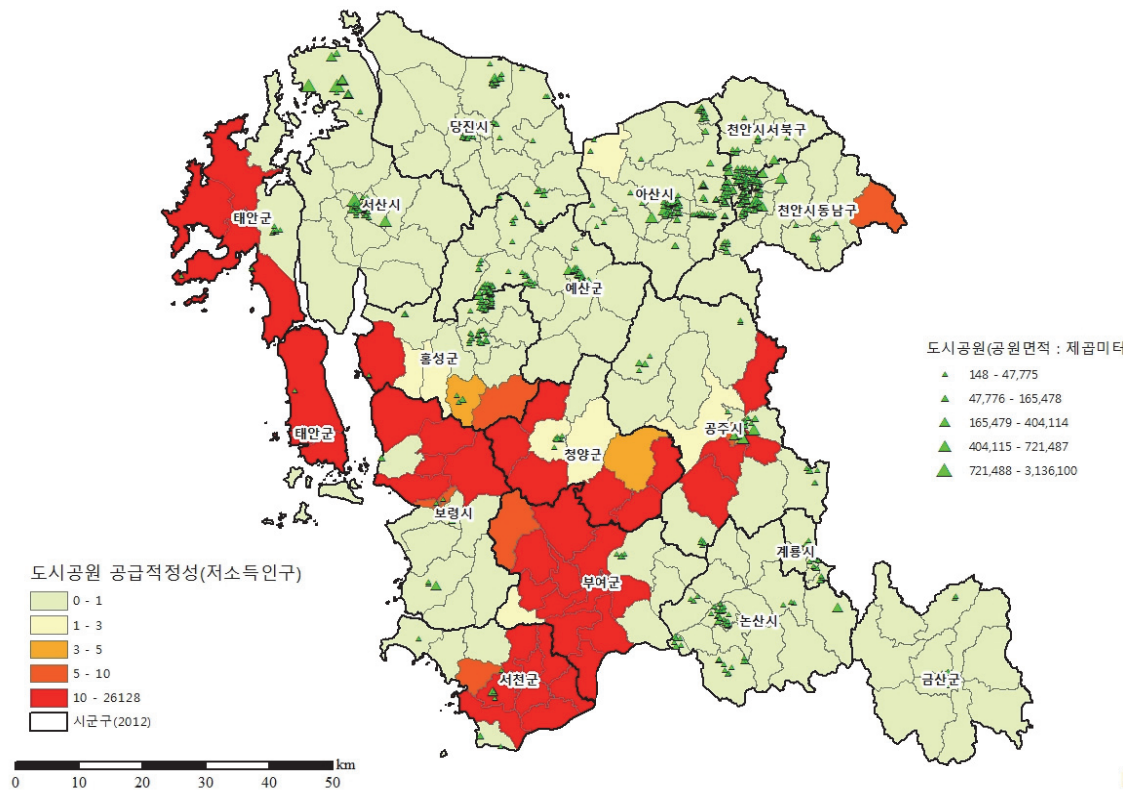 당진시
천안시서북구
서산시
아산시
태안군
천안시동남구
예산군
홍성군
공주시
태안군
청양군
보령시
계룡시
부여군
논산시
서천군
금산군
도시공원(공원면적 : 제곱미터
148 - 47,775
47,776 - 165,478
165,479 - 404,114
404,115 - 721,487
721,488 - 3,136,100
도시공원 공급적정성(저소득인구)
0 - 1
1 - 3
3 - 5
5 - 10
10 - 26128
시군구(2012)
km
0 10 20 30 40 50